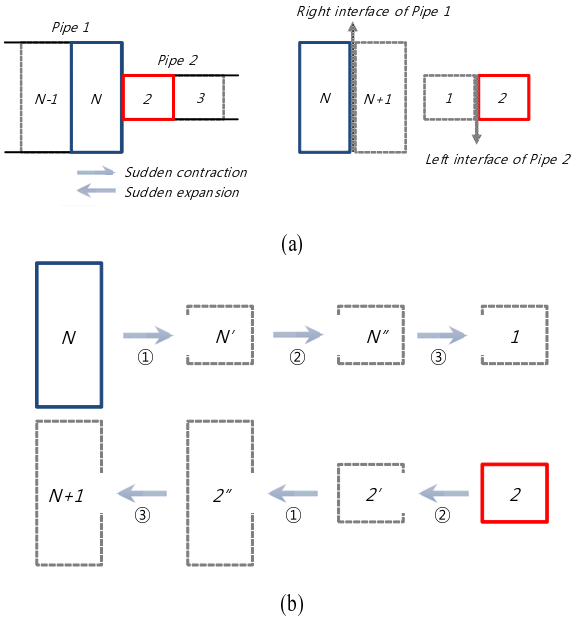 Right interface of Pipe 1
Pipe 1
Pipe 2
N-1 N 2 3
N N+1 1 2
Left interface of Pipe 2
Sudden contraction
Sudden expansion
(a)
N N′ N″ 1
① ② ③
N+1 2″ 2′ 2
③ ① ②
(b)